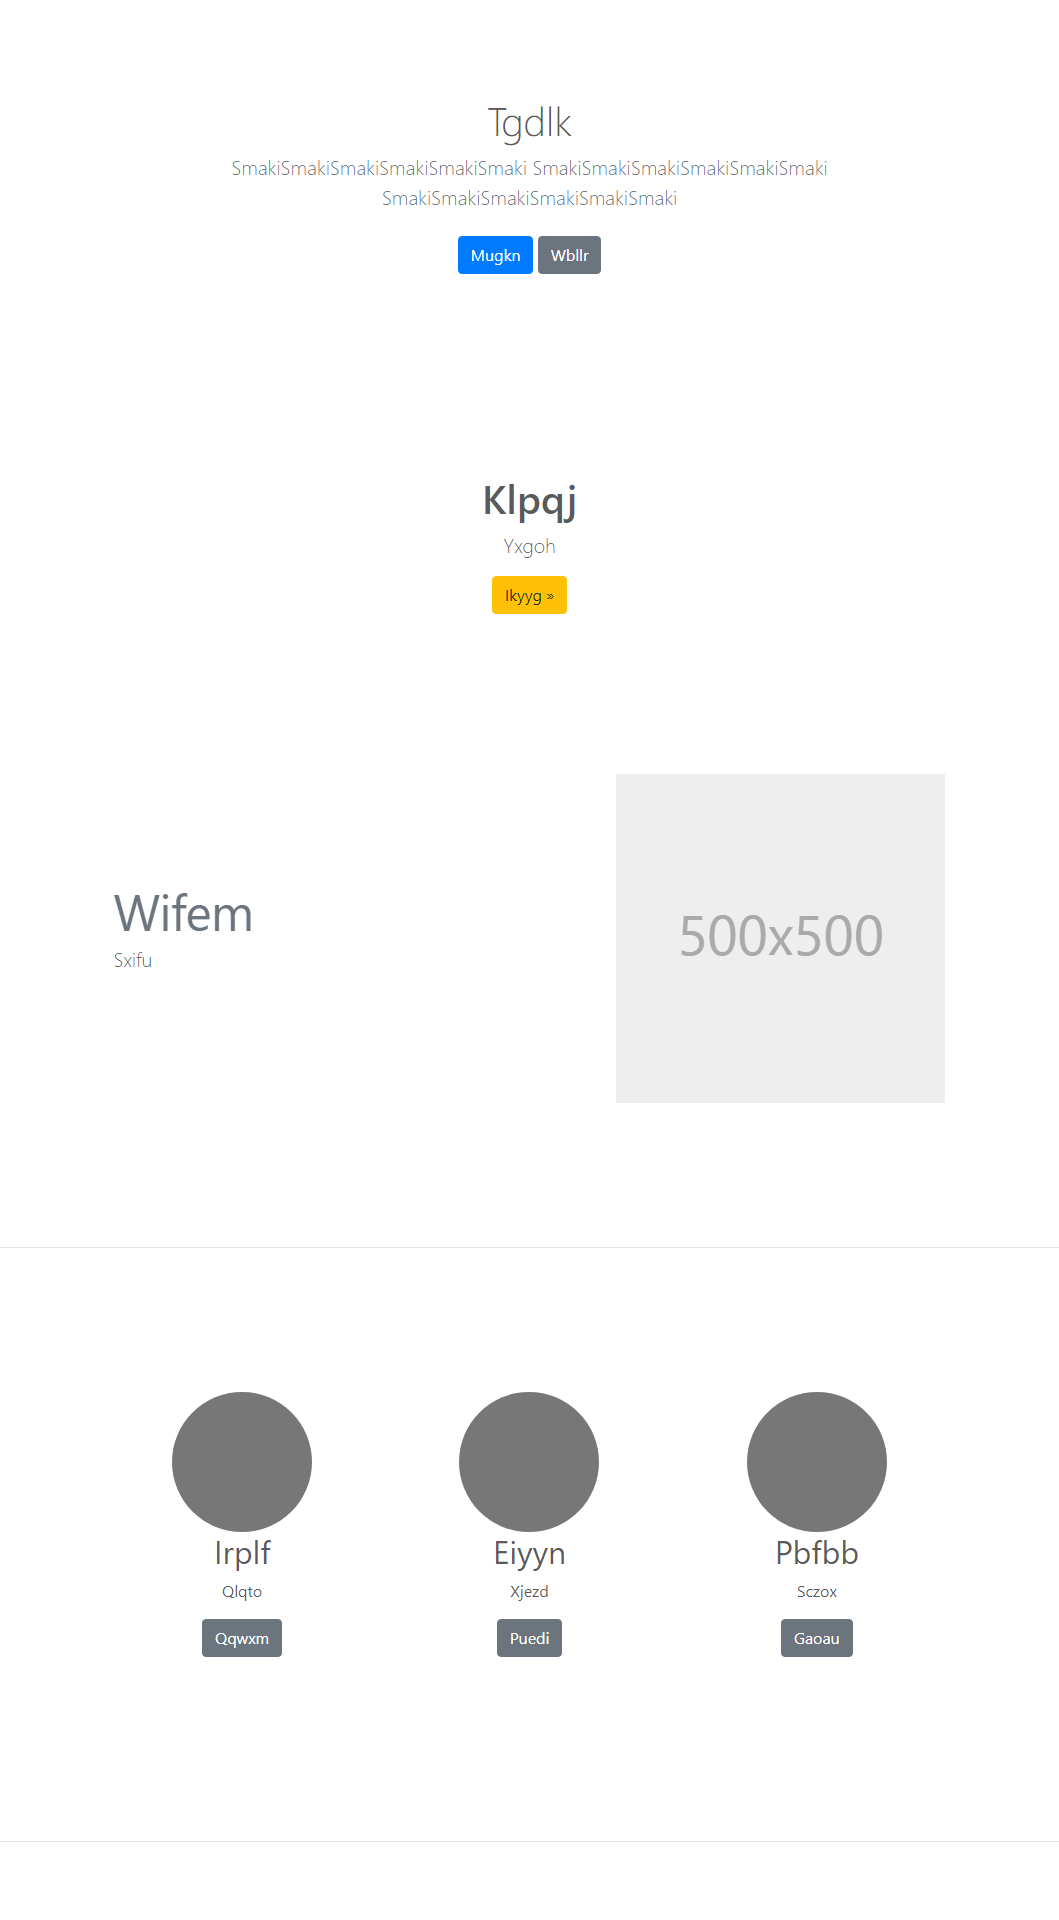 Tgdlk
SmakiSmakiSmakiSmakiSmakiSmaki SmakiSmakiSmakiSmakiSmakiSmaki
SmakiSmakiSmakiSmakiSmakiSmaki
Mugkn Wbllr
Klpqj
Yxgoh
Ikyyg »
Wifem
Sxifu
500x500
Irplf Eiyyn Pbfbb
Qlqto Xjezd Sczox
Qqwxm Puedi Gaoau